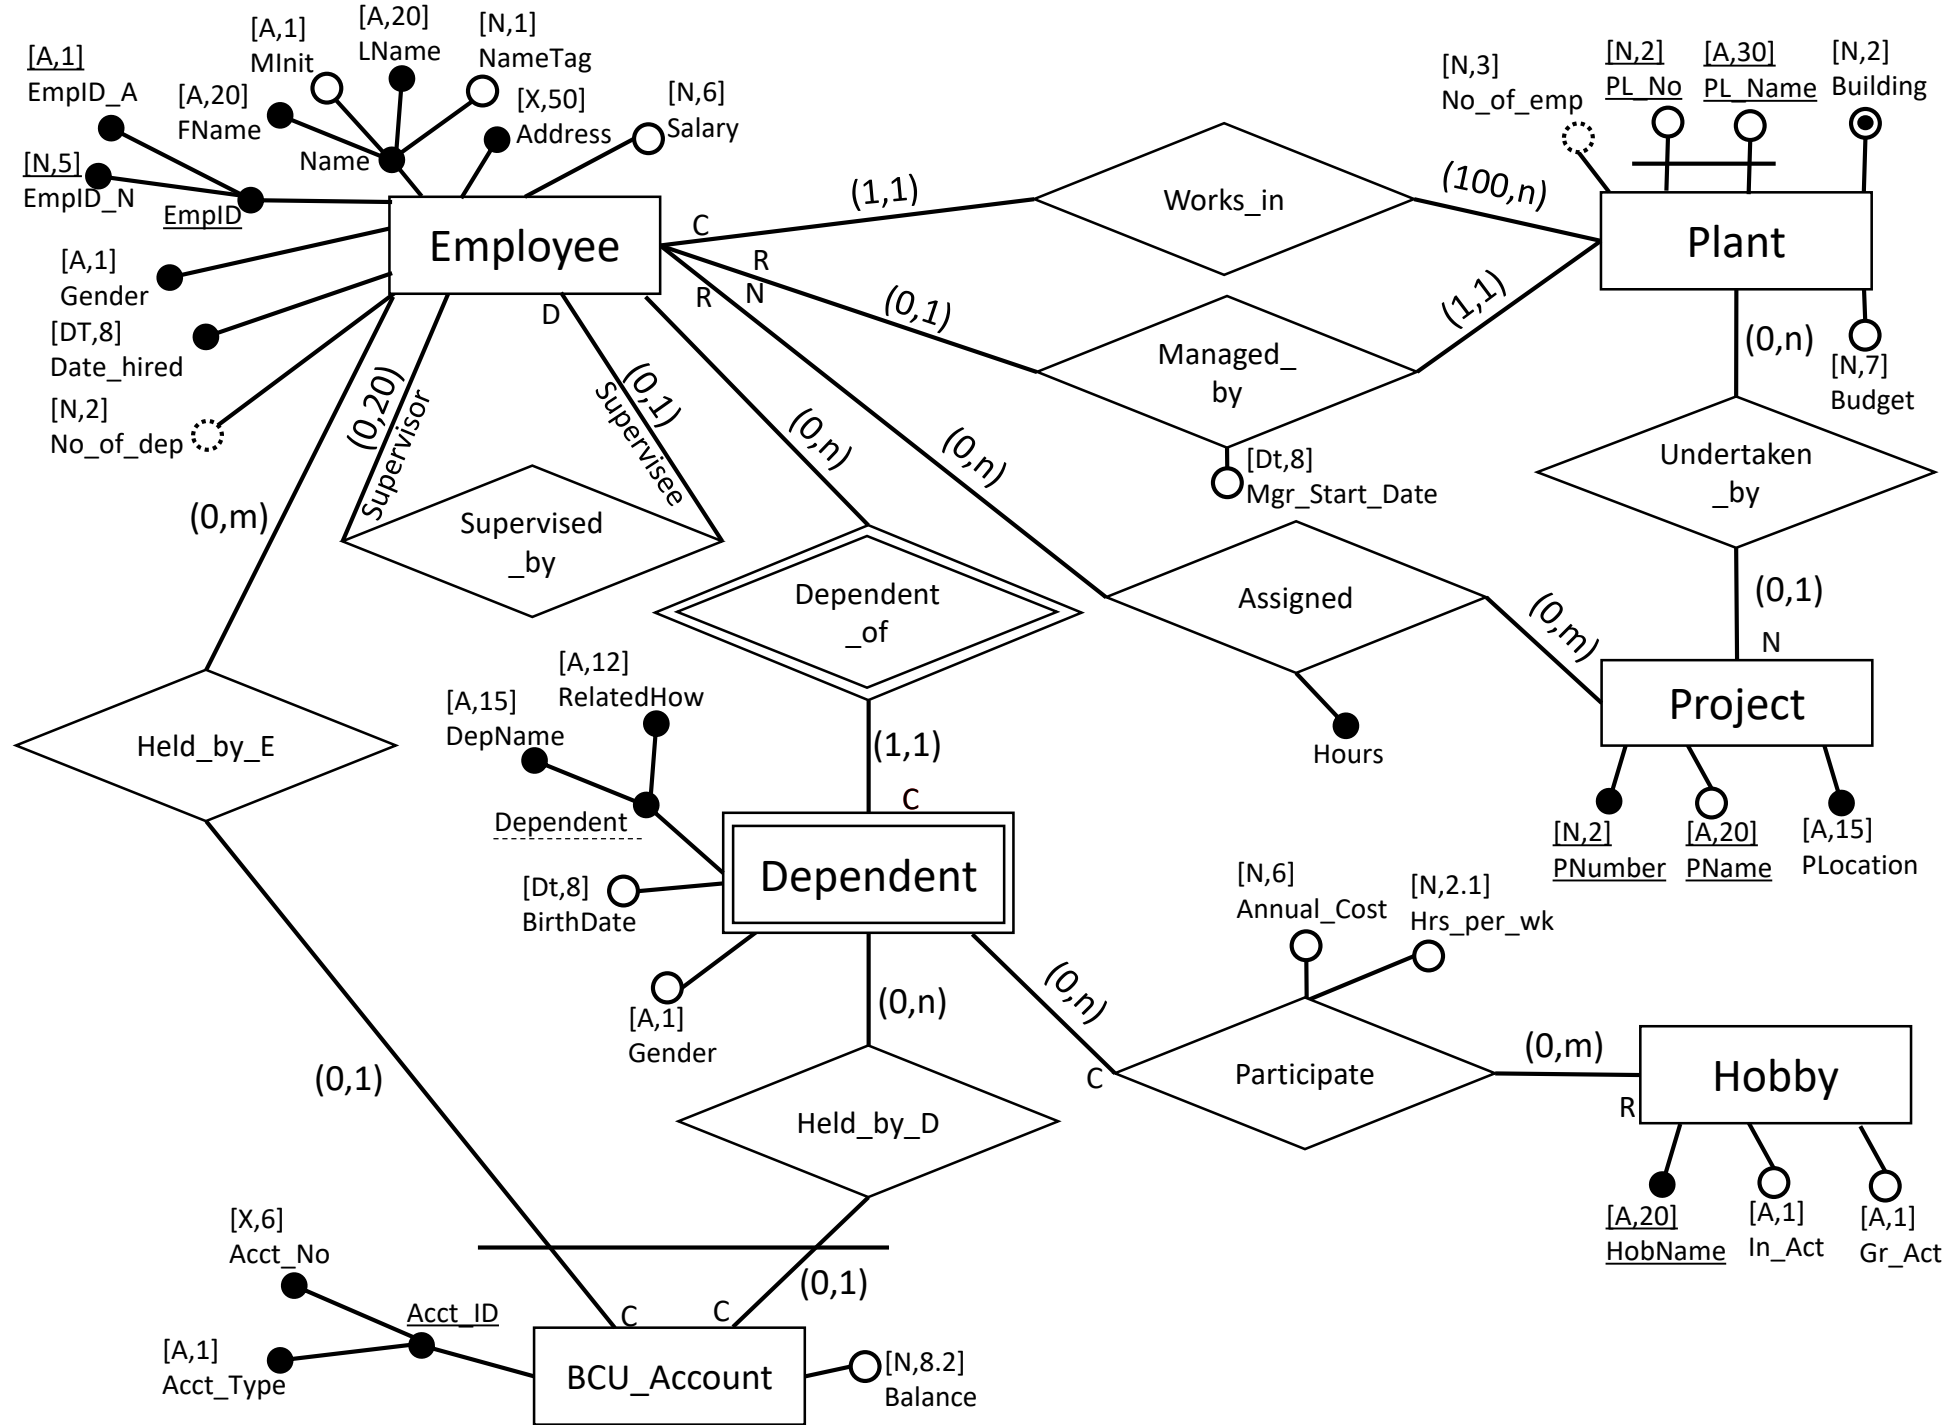 [A,1]
EmpID_A
[N,5]
EmpID_N
EmpID
[A,20]
FName
[A,1]
MInit
[A,20]
LName
[N,1]
NameTag
Name
[X,50]
Address
[N,6]
Salary
Employee
[A,1]
Gender
[DT,8]
Date_hired
[N,2]
No_of_dep
C
(1,1)
Works_in
(100,n)
R
N
(0,1)
Managed_
by
(1,1)
[Dt,8]
Mgr_Start_Date
[N,3]
No_of_emp
[N,2]
PL_No
[A,30]
PL_Name
[N,2]
Building
Plant
[N,7]
Budget
(0,n)
Undertaken
_by
(0,1)
N
R
(0,n)
Assigned
(0,m)
Hours
Project
[N,2]
PNumber
[A,20]
PName
[A,15]
PLocation
D
(0,20)
Supervisor
(0,1)
Supervisee
Supervised
_by
(0,n)
Dependent
_of
(1,1)
C
(0,m)
Held_by_E
(0,1)
[A,15]
DepName
[A,12]
RelatedHow
Dependent
[Dt,8]
BirthDate
[A,1]
Gender
Dependent
(0,n)
Held_by_D
(0,1)
(0,n)
C
[N,6]
Annual_Cost
[N,2.1]
Hrs_per_wk
Participate
(0,m)
R
Hobby
[A,20]
HobName
[A,1]
In_Act
[A,1]
Gr_Act
[X,6]
Acct_No
[A,1]
Acct_Type
Acct_ID
C
C
BCU_Account
[N,8.2]
Balance